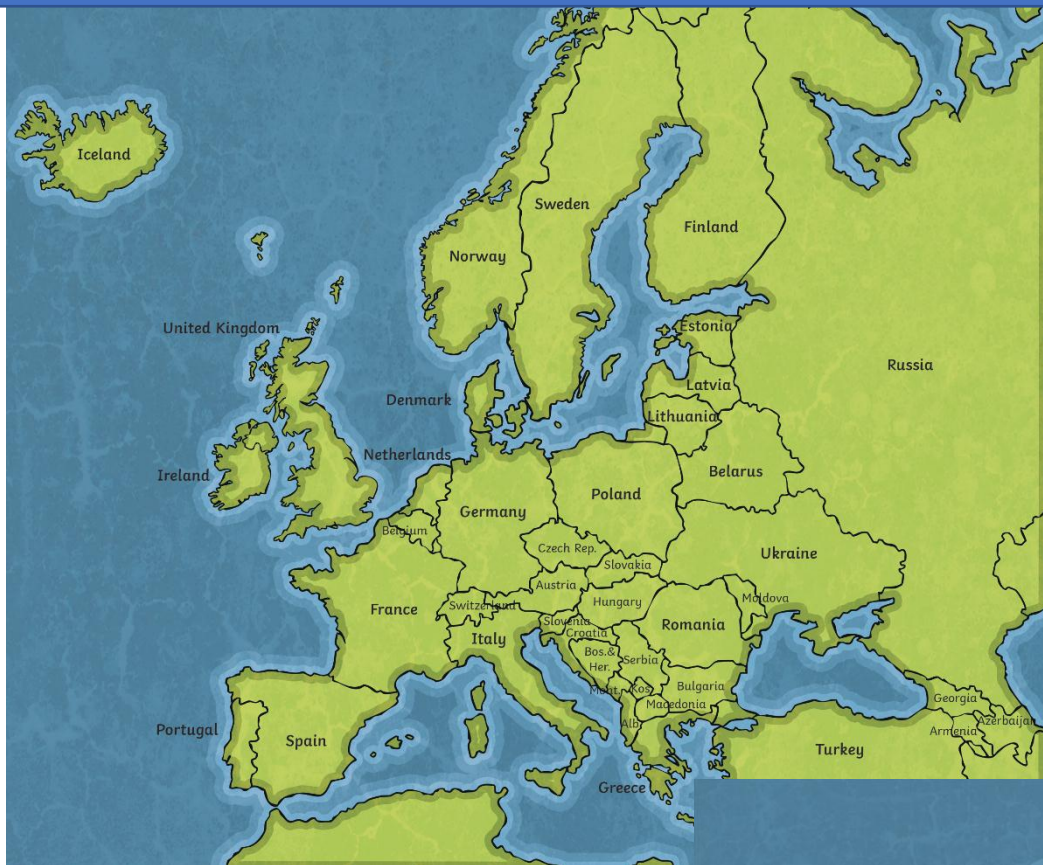 Iceland
Sweden
Finland
Norway
United Kingdom
Estonia
Russia
Latvia
Denmark
Lithuania
Netherlands
Belarus
Ireland
Poland
Germany
Belgium
Czech Rep.
Ukraine
Slovakia
Austria
Moldova
Hungary
Switzerland
France
Slovenia
Romania
Croatia
Italy
Bos.&
Her.
Serbia
Bulgaria
Mont.
Kos.
Georgia
Macedonia
Azerbaijan
Alb.
Portugal
Armenia
Spain
Turkey
Greece